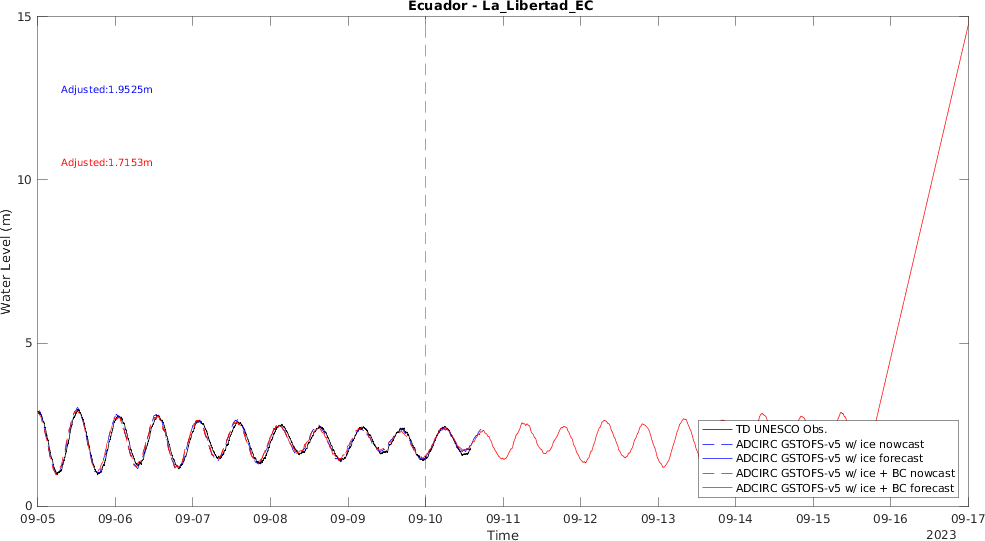 Ecuador - La_Libertad_EC
15
Adjusted:1.9525m
Adjusted:1.7153m
10
Water Level (m)
5
TD UNESCO Obs.
ADCIRC GSTOFS-v5 w/ ice nowcast
ADCIRC GSTOFS-v5 w/ ice forecast
ADCIRC GSTOFS-v5 w/ ice + BC nowcast
ADCIRC GSTOFS-v5 w/ ice + BC forecast
0
09-05 09-06 09-07 09-08 09-09 09-10 09-11 09-12 09-13 09-14 09-15 09-16 09-17
Time
2023